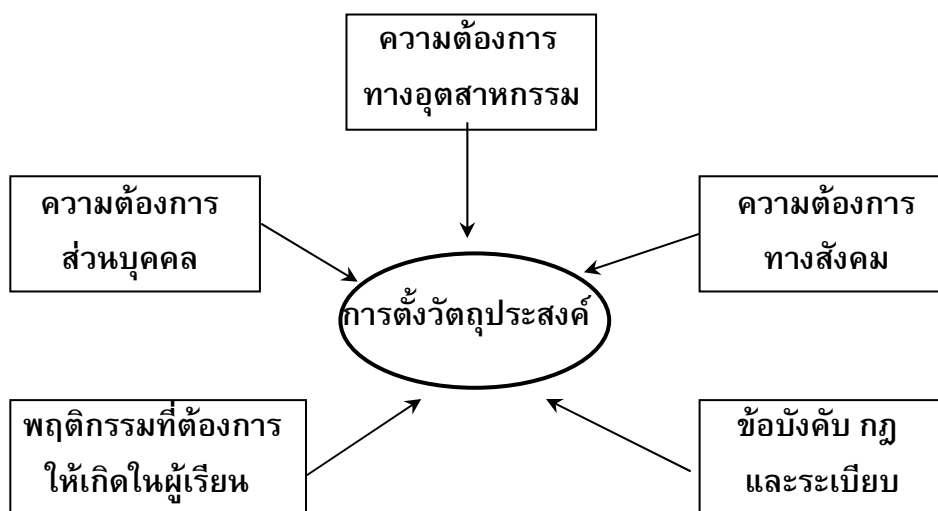 ความต้องการ
ทางอุตสาหกรรม
ความต้องการ
ส่วนบุคคล
ความต้องการ
ทางสังคม
การตั้งวัตถุประสงค์
พฤติกรรมที่ต้องการ
ให้เกิดในผู้เรียน
ข้อบังคับ กฎ
และระเบียบ